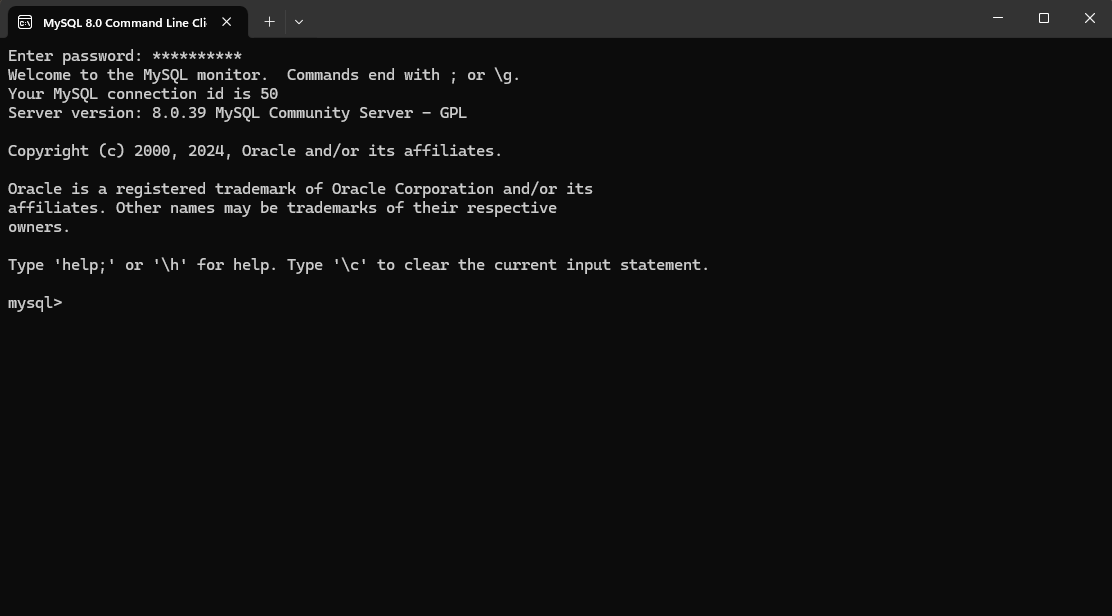 MySQL 8.0 Command Line Cli
Enter password: **********
Welcome to the MySQL monitor.  Commands end with ; or \g.
Your MySQL connection id is 50
Server version: 8.0.39 MySQL Community Server - GPL
Copyright (c) 2000, 2024, Oracle and/or its affiliates.
Oracle is a registered trademark of Oracle Corporation and/or its
affiliates. Other names may be trademarks of their respective
owners.
Type 'help;' or '\h' for help. Type '\c' to clear the current input statement.
mysql>